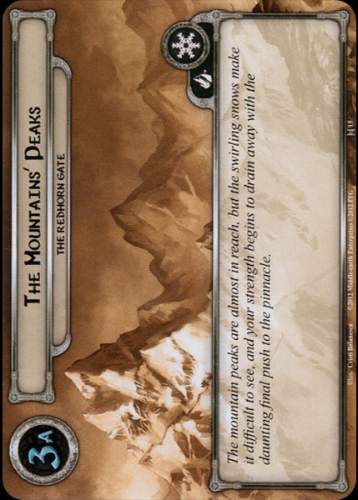 3A
THE MOUNTAINS' PEAKS
THE REDHORN GATE
The mountain peaks are almost in reach, but the swirling snows make
it difficult to see, and your strength begins to drain away with the
daunting final push to the pinnacle.
Illus. Cristi Balanescu ©2012 Middle-earth Enterprises ©2012 FFG
13